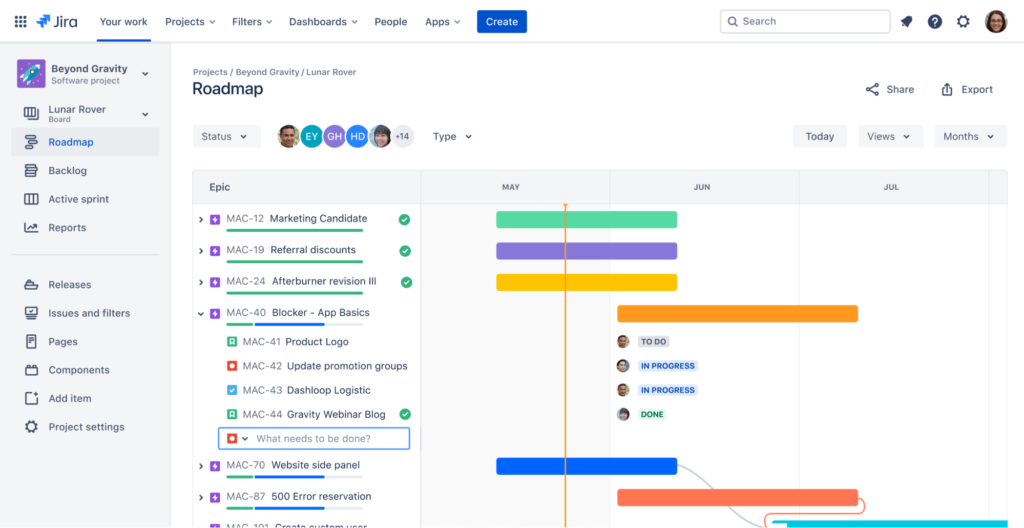 Jira Your work Projects Filters Dashboards People Apps Create Search
Beyond Gravity
Software project
Lunar Rover
Board
Roadmap
Backlog
Active sprint
Reports
Releases
Issues and filters
Pages
Components
Add item
Project settings
Projects / Beyond Gravity / Lunar Rover
Roadmap
Share Export
Status EY GH HD +14 Type Today Views Months
Epic MAY JUN JUL
MAC-12 Marketing Candidate
MAC-19 Referral discounts
MAC-24 Afterburner revision III
MAC-40 Blocker - App Basics
MAC-41 Product Logo TO DO
MAC-42 Update promotion groups IN PROGRESS
MAC-43 Dashloop Logistic IN PROGRESS
MAC-44 Gravity Webinar Blog DONE
What needs to be done?
MAC-70 Website side panel
MAC-87 500 Error reservation
MAC-101 Create custom user